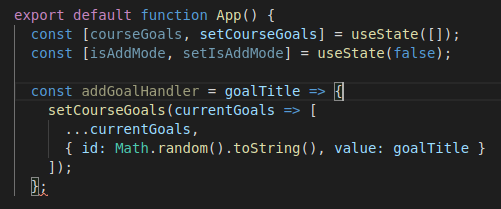 export default function App() {
const [courseGoals, setCourseGoals] = useState([]);
const [isAddMode, setIsAddMode] = useState(false);
const addGoalHandler = goalTitle => {
setCourseGoals(currentGoals => [
...currentGoals,
{ id: Math.random().toString(), value: goalTitle }
]);
};